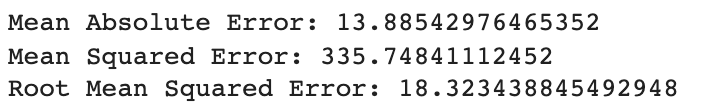 Mean Absolute Error: 13.88542976465352
Mean Squared Error: 335.74841112452
Root Mean Squared Error: 18.323438845492948